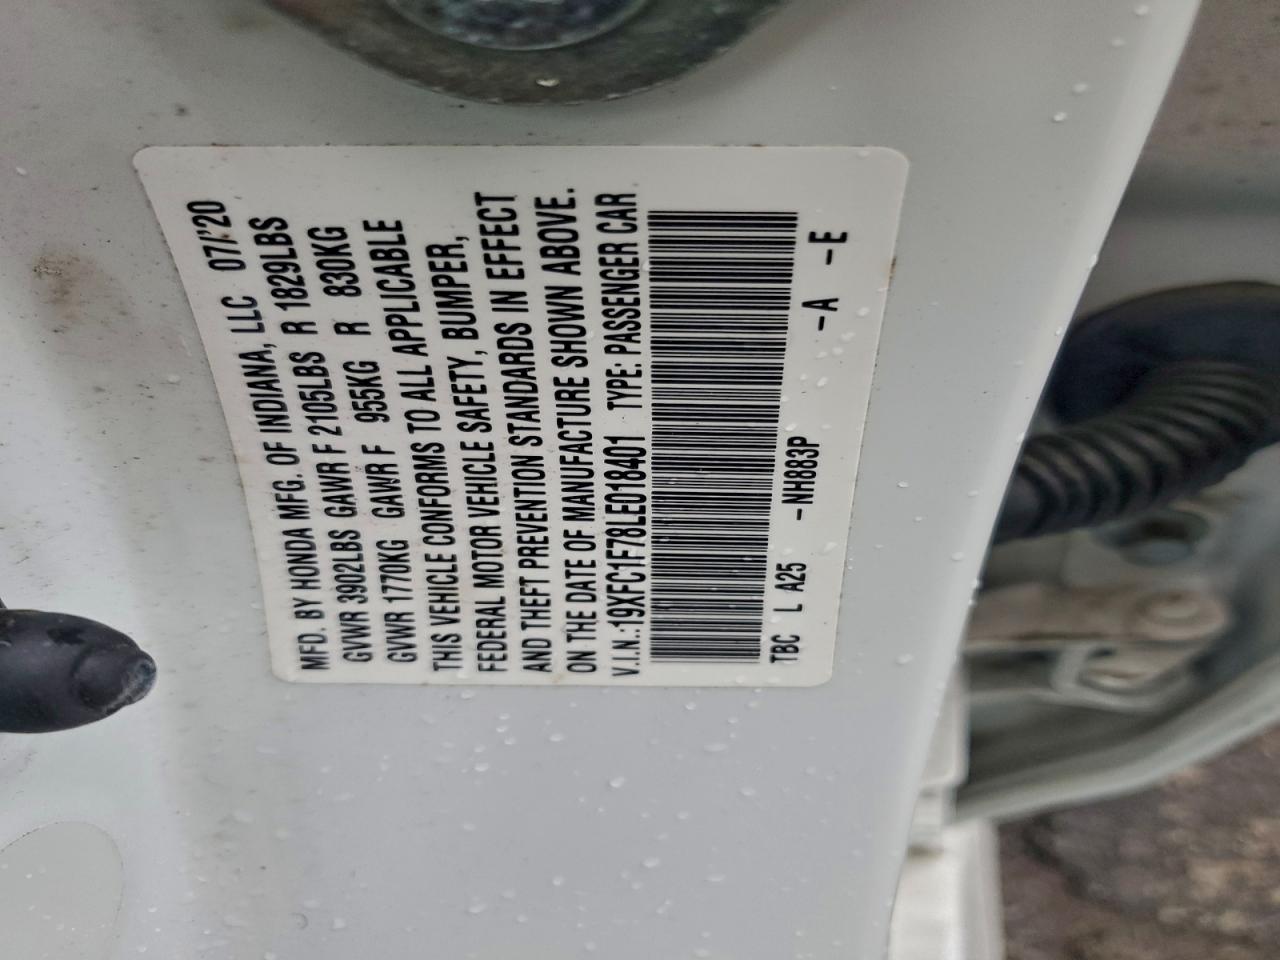 MFD. BY HONDA MFG. OF INDIANA, LLC 07/'20
GVWR 3902LBS GAWR F 2105LBS R 1829LBS
GVWR 1770KG GAWR F 955KG R 830KG
THIS VEHICLE CONFORMS TO ALL APPLICABLE
FEDERAL MOTOR VEHICLE SAFETY, BUMPER,
AND THEFT PREVENTION STANDARDS IN EFFECT
ON THE DATE OF MANUFACTURE SHOWN ABOVE.
V.I.N.:19XFC1F78LE018401 TYPE: PASSENGER CAR
TBC L A25 -NH883P -A -E